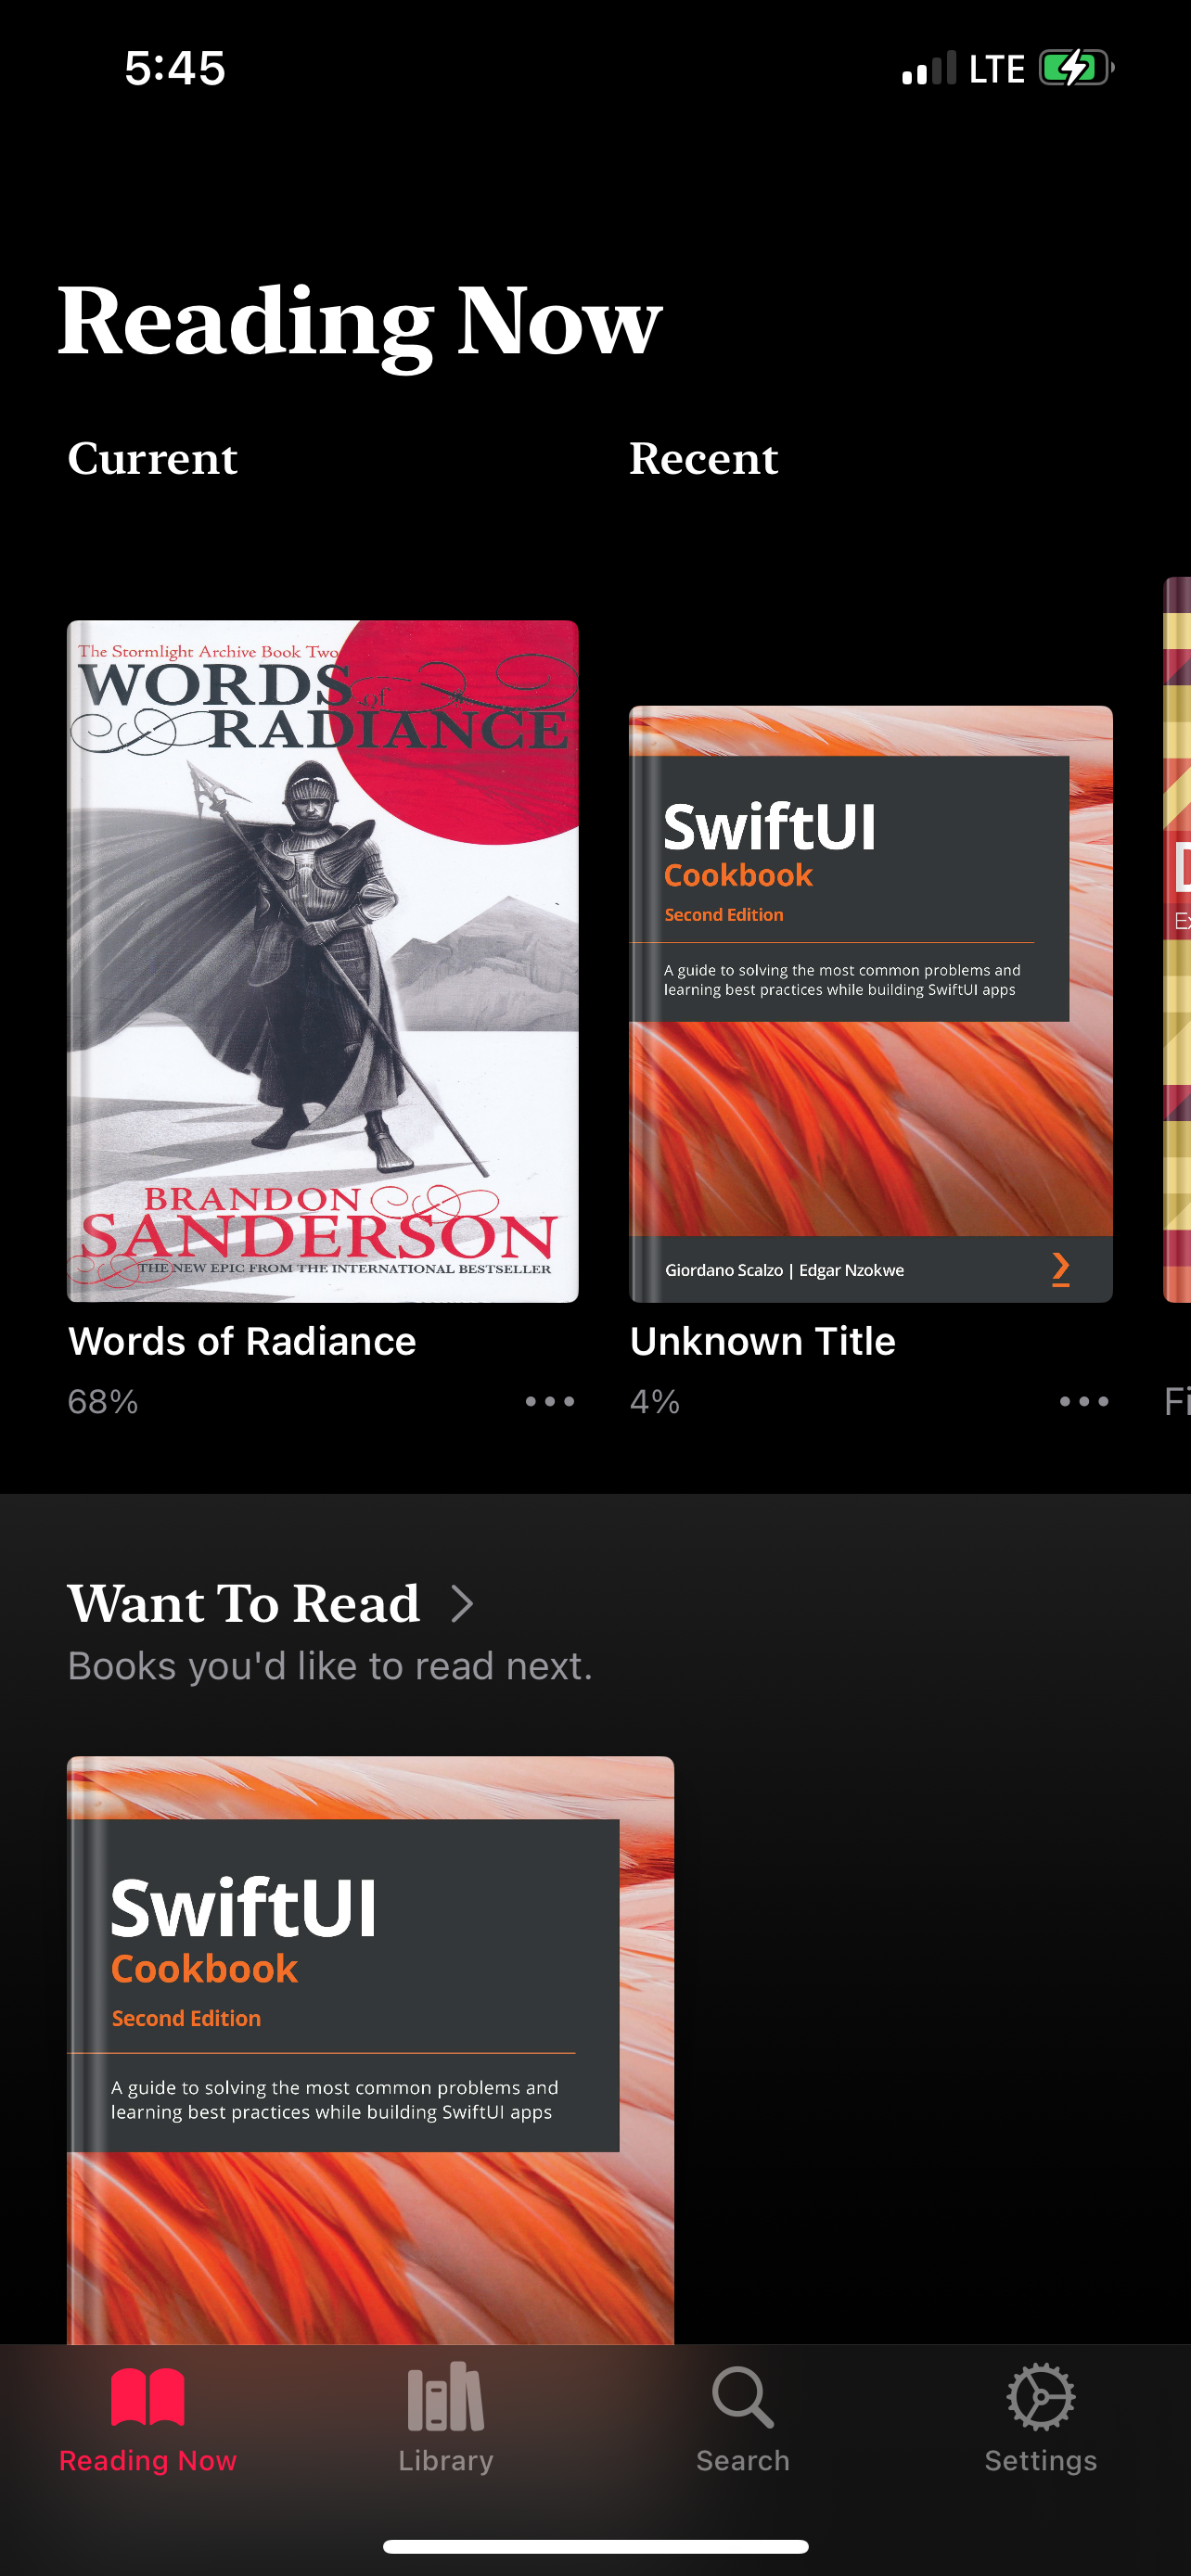 5:45
LTE
Reading Now
Current
Recent
The Stormlight Archive Book Two
WORDS
of
RADIANCE
BRANDON
SANDERSON
THE NEW EPIC FROM THE INTERNATIONAL BESTSELLER
SwiftUI
Cookbook
Second Edition
A guide to solving the most common problems and
learning best practices while building SwiftUI apps
Giordano Scalzo | Edgar Nzokwe
Words of Radiance
Unknown Title
68%
4%
Want To Read
Books you'd like to read next.
SwiftUI
Cookbook
Second Edition
A guide to solving the most common problems and
learning best practices while building SwiftUI apps
Reading Now
Library
Search
Settings